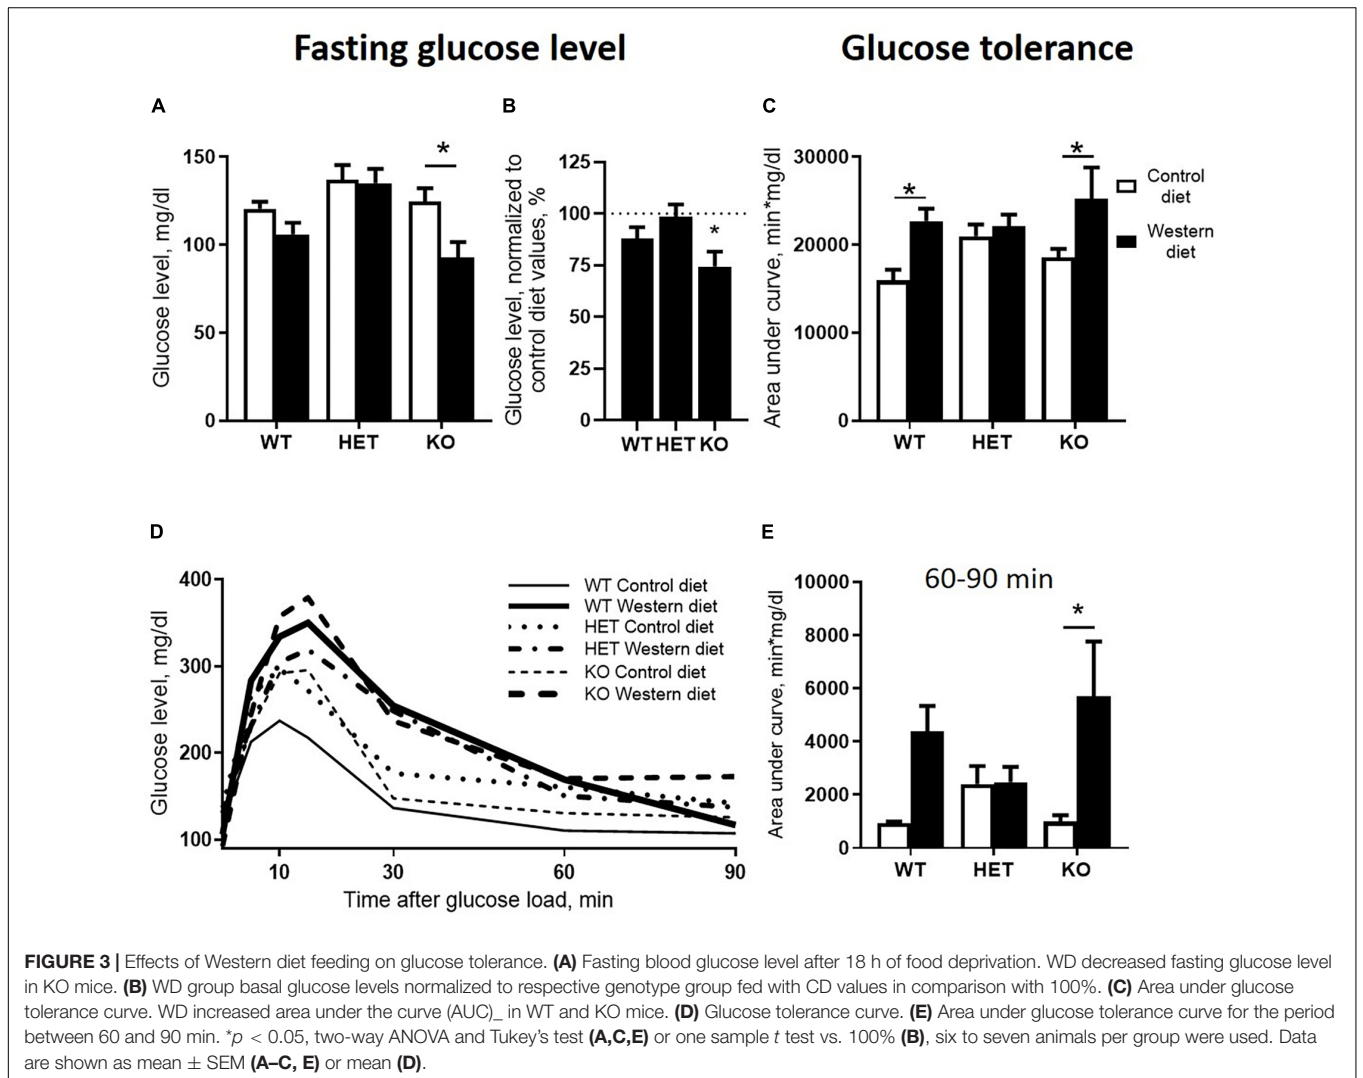 Fasting glucose level
Glucose tolerance
A
Glucose level, mg/dl
150
100
50
0
*
WT
HET
KO
B
Glucose level, normalized to
control diet values, %
125
100
75
50
25
0
*
WT HET KO
C
Area under curve, min*mg/dl
30000
20000
10000
0
*
*
WT
HET
KO
Control
diet
Western
diet
D
Glucose level, mg/dl
400
300
200
100
10
30
60
90
Time after glucose load, min
WT Control diet
WT Western diet
HET Control diet
HET Western diet
KO Control diet
KO Western diet
E
60-90 min
Area under curve, min*mg/dl
10000
8000
6000
4000
2000
0
*
WT
HET
KO
FIGURE 3 | Effects of Western diet feeding on glucose tolerance. (A) Fasting blood glucose level after 18 h of food deprivation. WD decreased fasting glucose level
in KO mice. (B) WD group basal glucose levels normalized to respective genotype group fed with CD values in comparison with 100%. (C) Area under glucose
tolerance curve. WD increased area under the curve (AUC)_ in WT and KO mice. (D) Glucose tolerance curve. (E) Area under glucose tolerance curve for the period
between 60 and 90 min. *p < 0.05, two-way ANOVA and Tukey's test (A,C,E) or one sample t test vs. 100% (B), six to seven animals per group were used. Data
are shown as mean ± SEM (A–C, E) or mean (D).